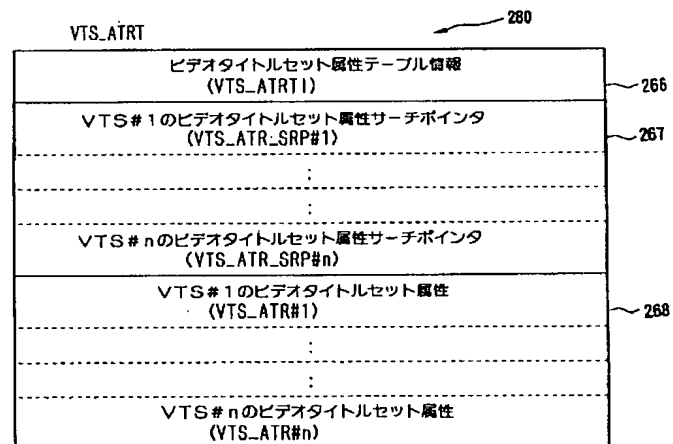 VTS_ATRT
280
ビデオタイトルセット属性テーブル情報
(VTS_ATRTI)
266
VTS#1のビデオタイトルセット属性サーチポインタ
(VTS_ATR_SRP#1)
267
:
:
VTS#nのビデオタイトルセット属性サーチポインタ
(VTS_ATR_SRP#n)
VTS#1のビデオタイトルセット属性
(VTS_ATR#1)
268
:
:
VTS#nのビデオタイトルセット属性
(VTS_ATR#n)